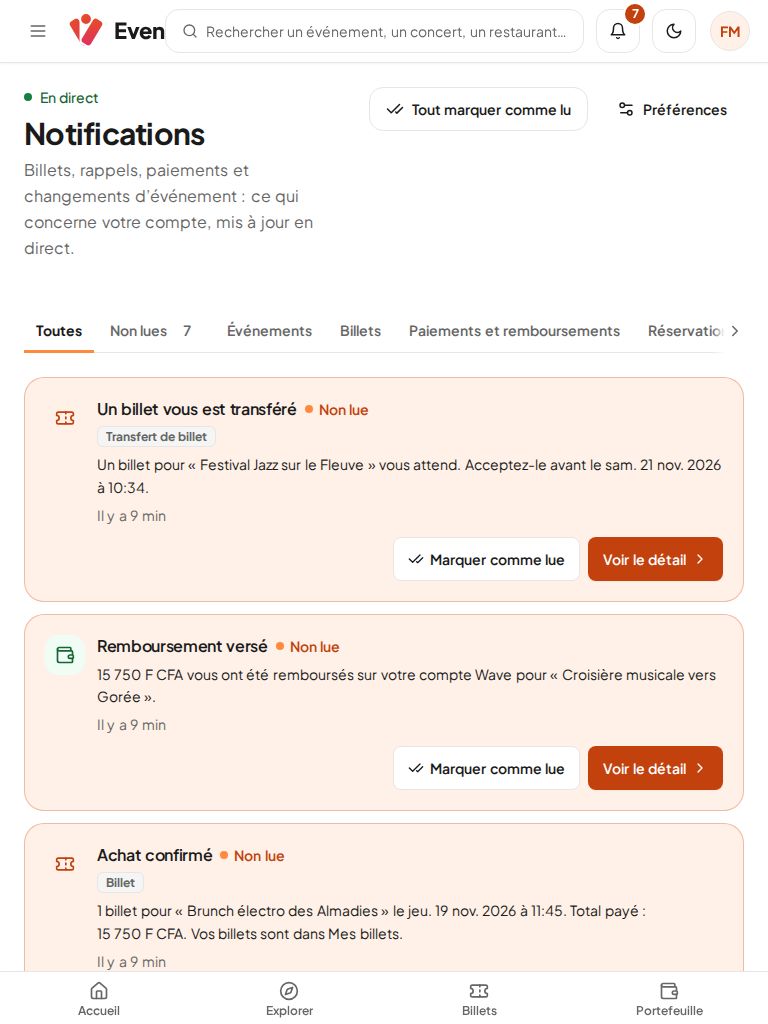 Even
Rechercher un événement, un concert, un restaurant…
7
FM
En direct
Notifications
Billets, rappels, paiements et
changements d’événement : ce qui
concerne votre compte, mis à jour en
direct.
Tout marquer comme lu
Préférences
Toutes
Non lues 7
Événements
Billets
Paiements et remboursements
Un billet vous est transféré
Non lue
Transfert de billet
Un billet pour « Festival Jazz sur le Fleuve » vous attend. Acceptez-le avant le sam. 21 nov. 2026
à 10:34.
Il y a 9 min
Marquer comme lue
Voir le détail
Remboursement versé
Non lue
15 750 F CFA vous ont été remboursés sur votre compte Wave pour « Croisière musicale vers
Gorée ».
Il y a 9 min
Marquer comme lue
Voir le détail
Achat confirmé
Non lue
Billet
1 billet pour « Brunch électro des Almadies » le jeu. 19 nov. 2026 à 11:45. Total payé :
15 750 F CFA. Vos billets sont dans Mes billets.
Il y a 9 min
Accueil
Explorer
Billets
Portefeuille